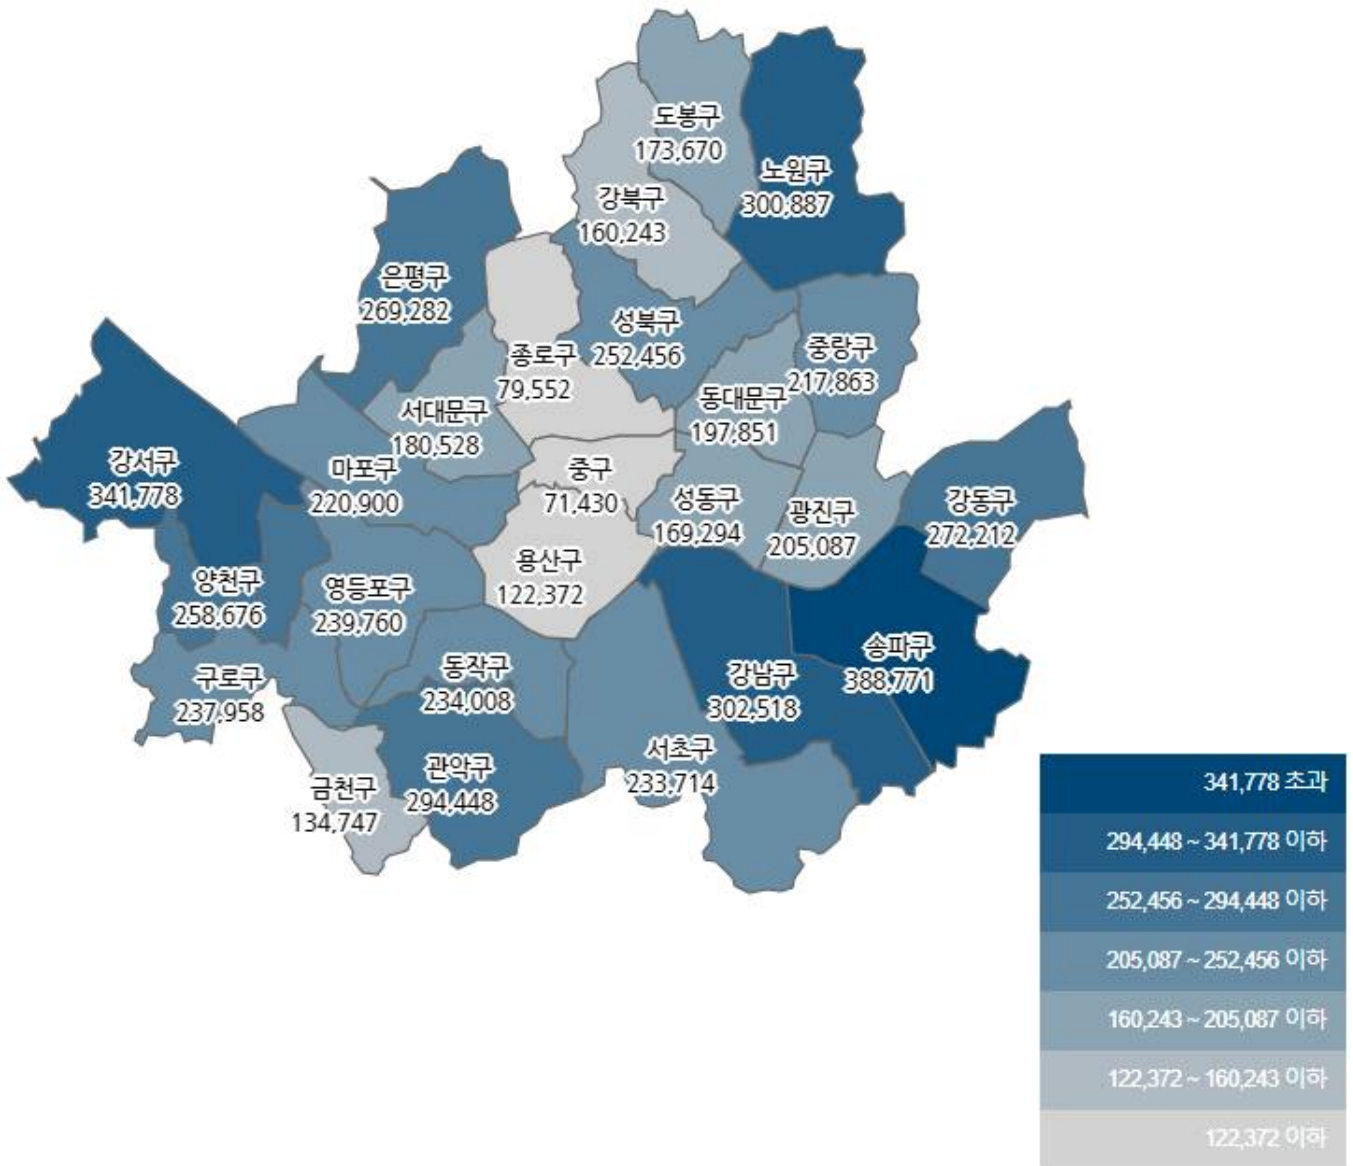 도봉구
173,670
노원구
300,887
강북구
160,243
은평구
269,282
성북구
252,456
종로구
79,552
중랑구
217,863
동대문구
197,851
서대문구
180,528
강서구
341,778
마포구
220,900
중구
71,430
성동구
169,294
광진구
205,087
강동구
272,212
용산구
122,372
양천구
258,676
영등포구
239,760
구로구
237,958
동작구
234,008
강남구
302,518
송파구
388,771
서초구
233,714
관악구
294,448
금천구
134,747
341,778 초과
294,448 ~ 341,778 이하
252,456 ~ 294,448 이하
205,087 ~ 252,456 이하
160,243 ~ 205,087 이하
122,372 ~ 160,243 이하
122,372 이하